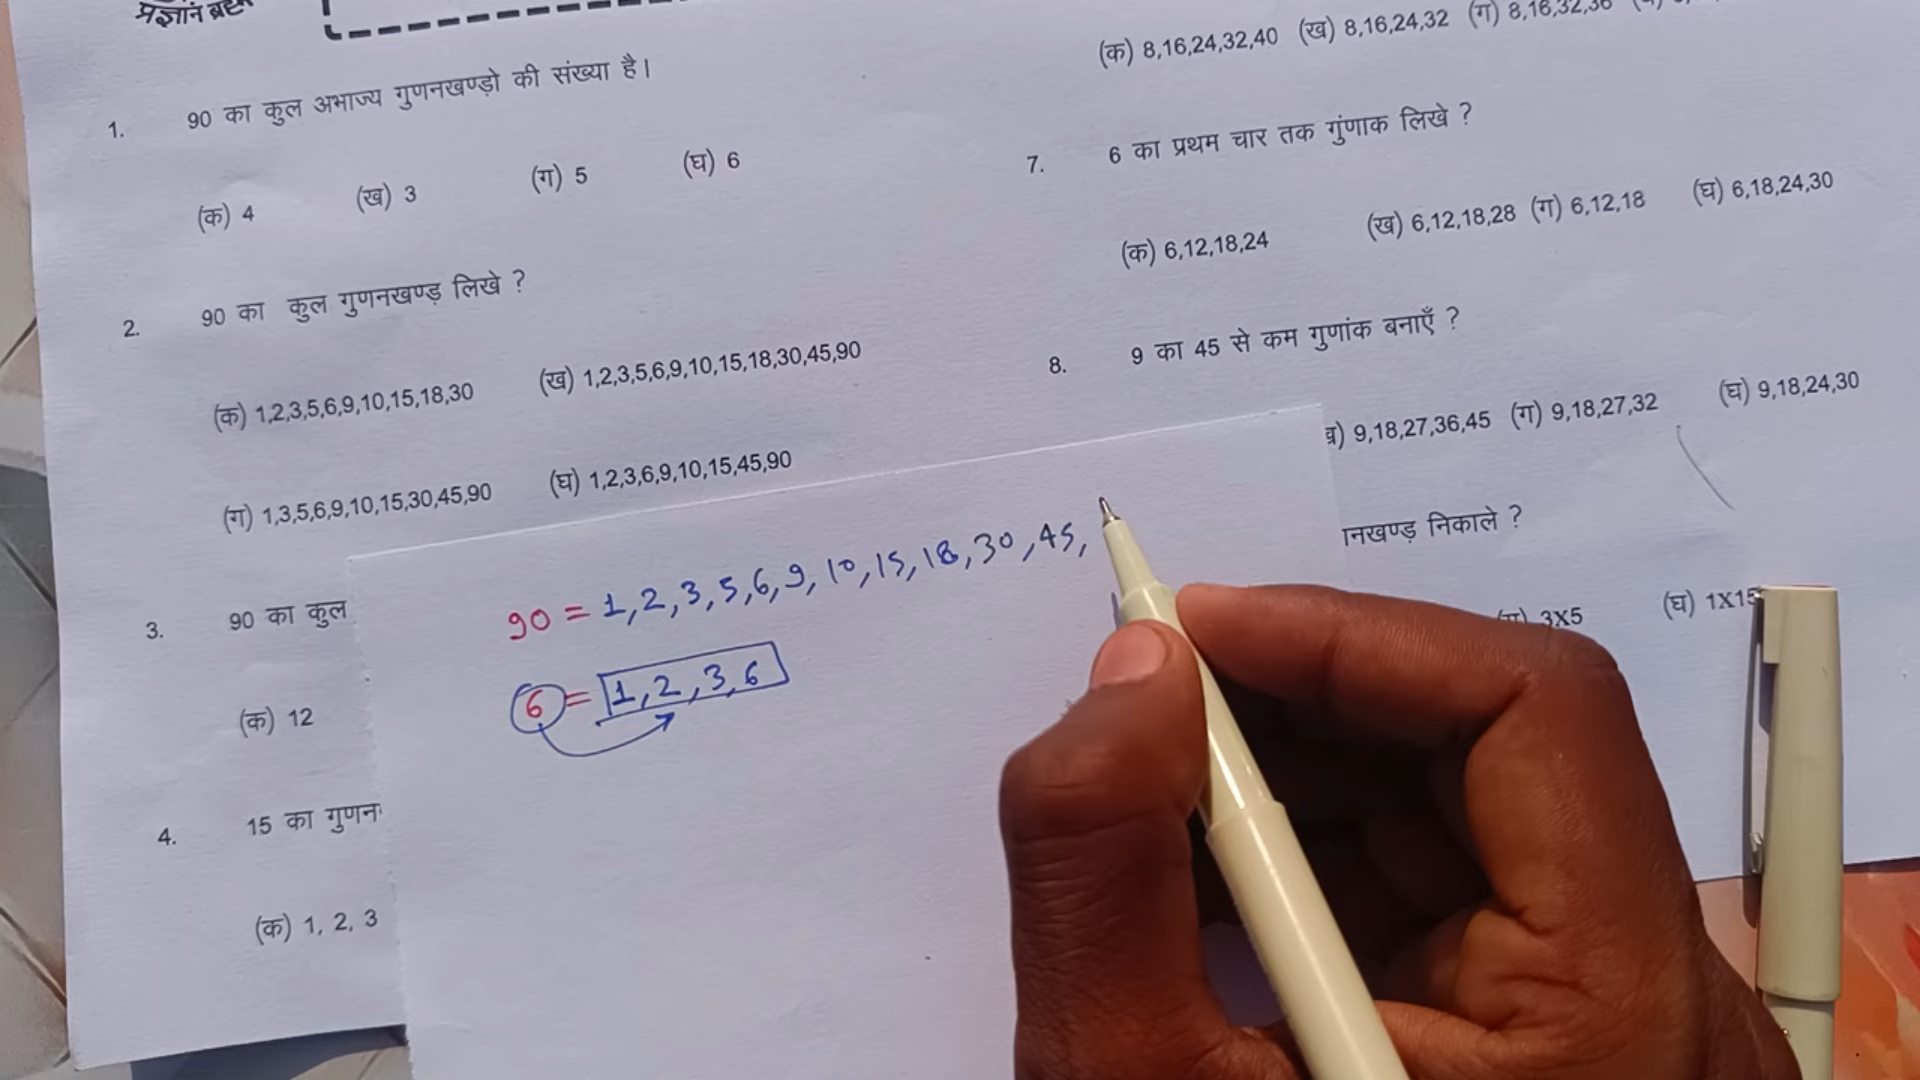 प्रज्ञानं ब्रह्म
1. 90 का कुल अभाज्य गुणनखण्ड़ो की संख्या है।
(क) 4 (ख) 3 (ग) 5 (घ) 6
2. 90 का कुल गुणनखण्ड़ लिखे ?
(क) 1,2,3,5,6,9,10,15,18,30 (ख) 1,2,3,5,6,9,10,15,18,30,45,90
(ग) 1,3,5,6,9,10,15,30,45,90 (घ) 1,2,3,6,9,10,15,45,90
3. 90 का कुल
(क) 12
4. 15 का गुणन
(क) 1, 2, 3
(क) 8,16,24,32,40 (ख) 8,16,24,32 (ग) 8,16,32,36
7. 6 का प्रथम चार तक गुंणाक लिखे ?
(क) 6,12,18,24 (ख) 6,12,18,28 (ग) 6,12,18 (घ) 6,18,24,30
8. 9 का 45 से कम गुणांक बनाएँ ?
9,18,27,36,45 (ग) 9,18,27,32 (घ) 9,18,24,30
नखण्ड़ निकाले ?
3X5 (घ) 1X15
90 = 1,2,3,5,6,9,10,15,18,30,45,
6 = 1,2,3,6